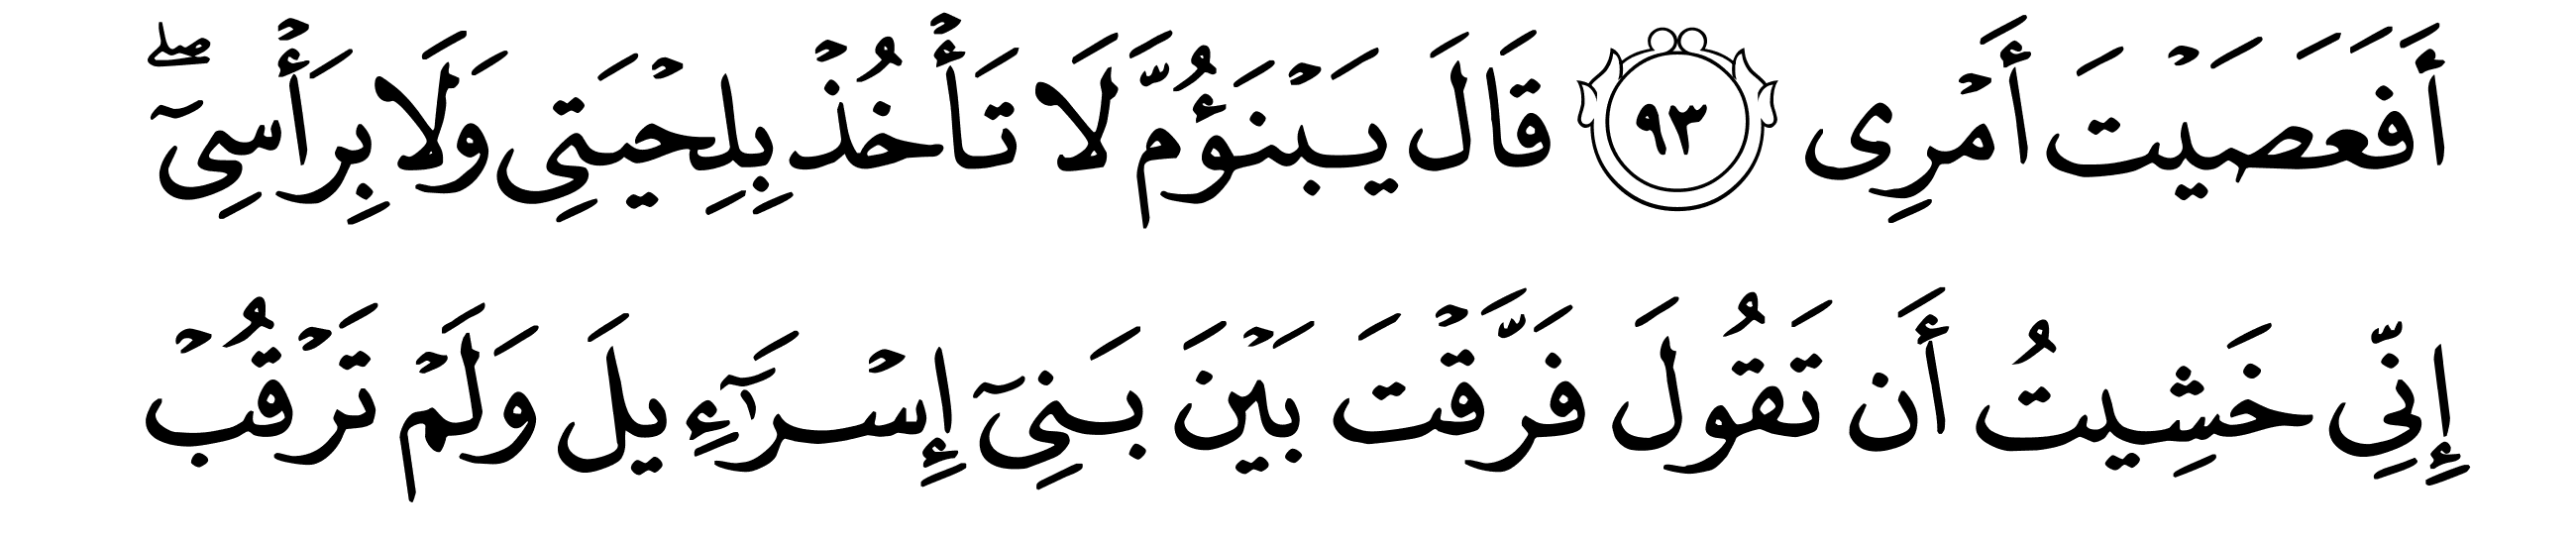 أَفَعَصَيۡتَ أَمۡرِى ٩٣ قَالَ يَبۡنَؤُمَّ لَا تَأۡخُذۡ بِلِحۡيَتِى وَلَا بِرَأۡسِىٓۖ
إِنِّى خَشِيتُ أَن تَقُولَ فَرَّقۡتَ بَيۡنَ بَنِىٓ إِسۡرَٰٓءِيلَ وَلَمۡ تَرۡقُبۡ